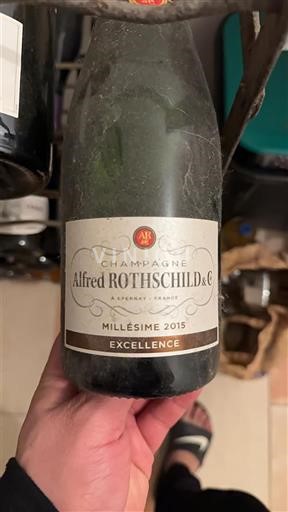 AR
CHAMPAGNE
Alfred ROTHSCHILD & C
À EPERNAY - FRANCE
MILLÉSIME 2015
EXCELLENCE